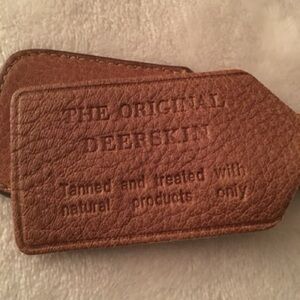 THE ORIGINAL
DEERSKIN
Tanned and treated with
natural products only